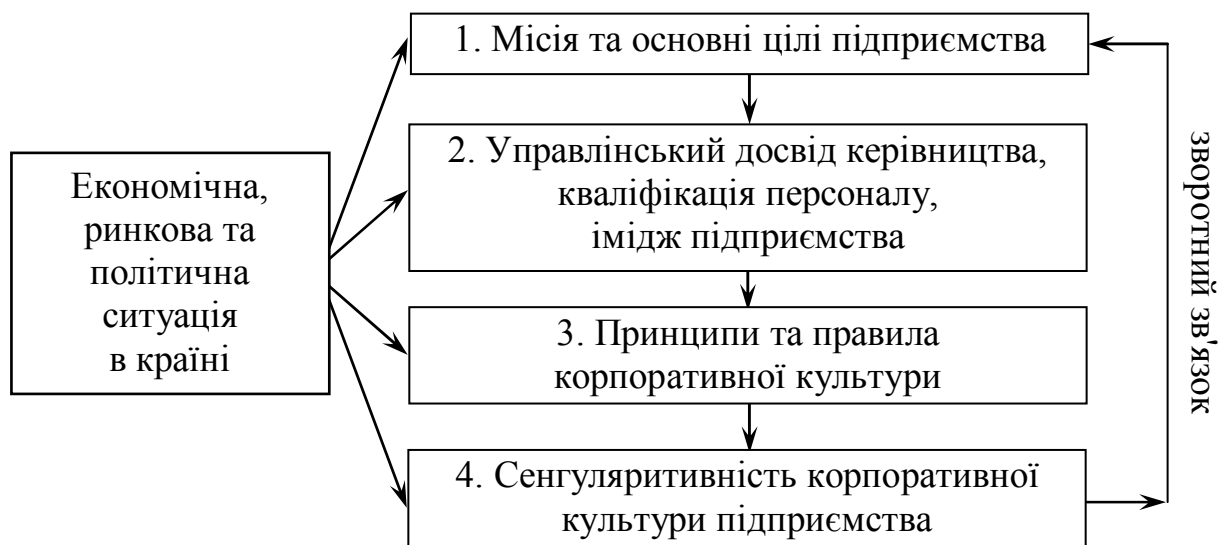 1. Місія та основні цілі підприємства
2. Управлінський досвід керівництва,
кваліфікація персоналу,
імідж підприємства
Економічна,
ринкова та
політична
ситуація
в країні
3. Принципи та правила
корпоративної культури
4. Сенгуляритивність корпоративної
культури підприємства
зворотний зв'язок